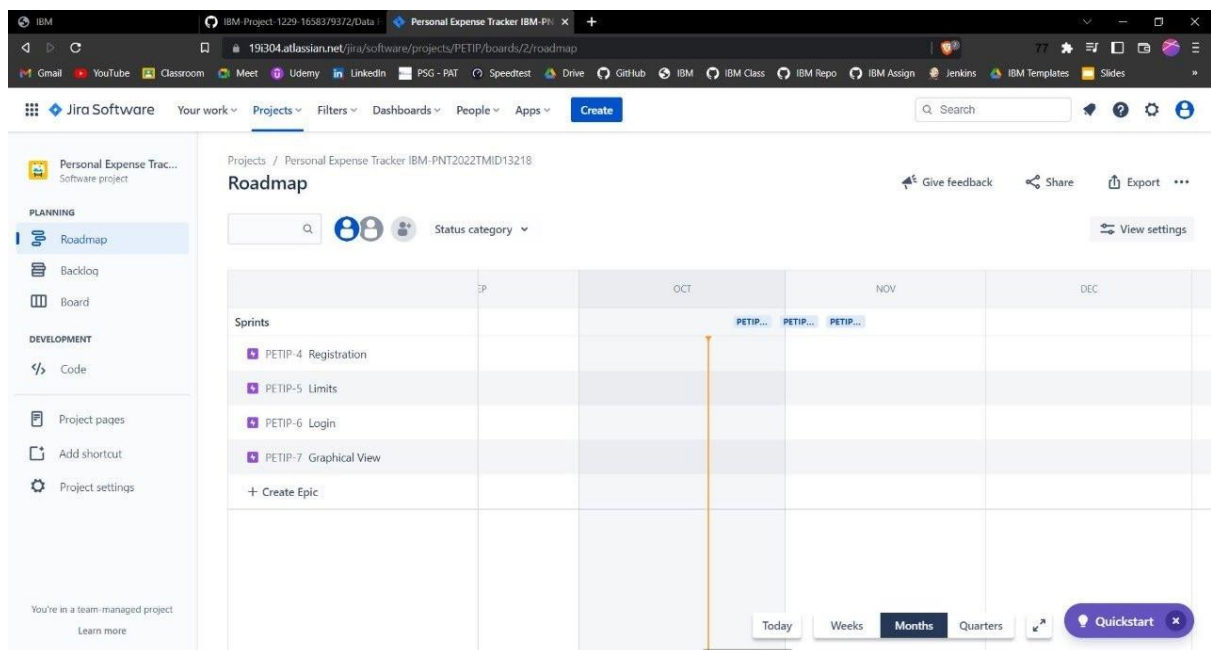 IBM
IBM-Project-1229-1658379372/Data
Personal Expense Tracker IBM-PN
19i304.atlassian.net/jira/software/projects/PETIP/boards/2/roadmap
77
Gmail YouTube Classroom Meet Udemy LinkedIn PSG - PAT Speedtest Drive GitHub IBM IBM Class IBM Repo IBM Assign Jenkins IBM Templates Slides »
Jira Software Your work Projects Filters Dashboards People Apps Create Search
Personal Expense Trac...
Software project
PLANNING
Roadmap
Backlog
Board
DEVELOPMENT
Code
Project pages
Add shortcut
Project settings
You're in a team-managed project
Learn more
Projects / Personal Expense Tracker IBM-PNT2022TMID13218
Roadmap
Give feedback Share Export
Status category View settings
EP OCT NOV DEC
Sprints PETIP... PETIP... PETIP...
PETIP-4 Registration
PETIP-5 Limits
PETIP-6 Login
PETIP-7 Graphical View
+ Create Epic
Today Weeks Months Quarters
Quickstart